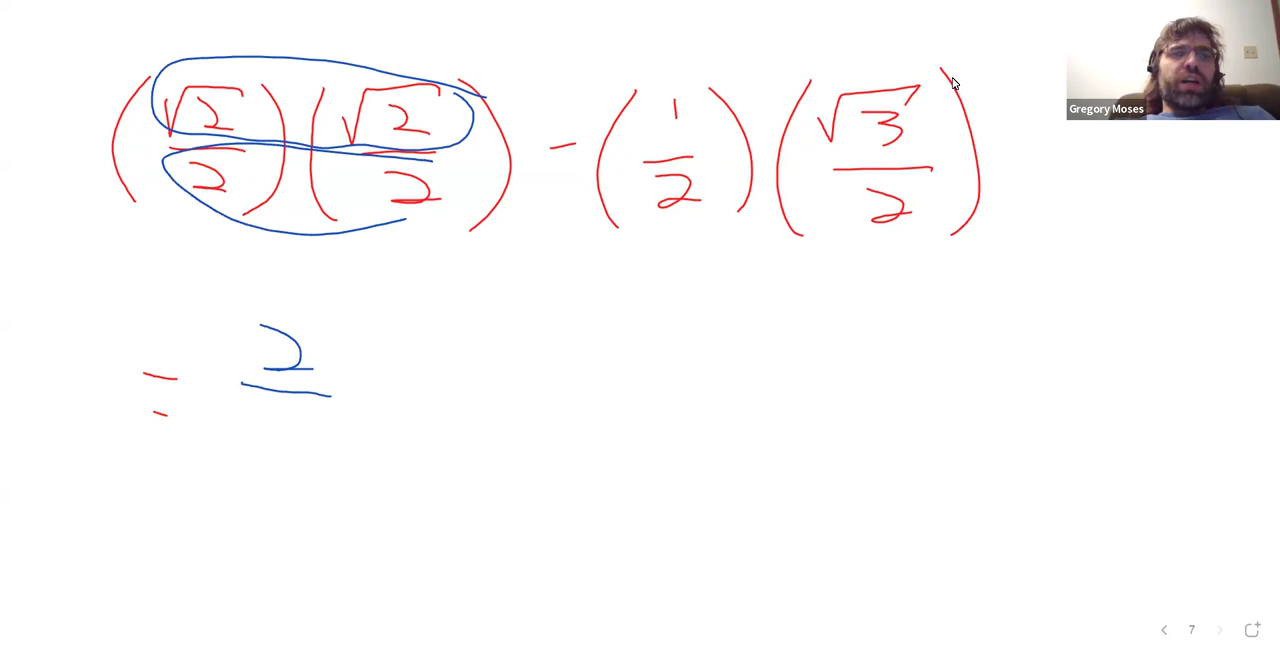 (√2/2)(√2/2) - (1/2)(√3/2)
Gregory Moses
= 2
7